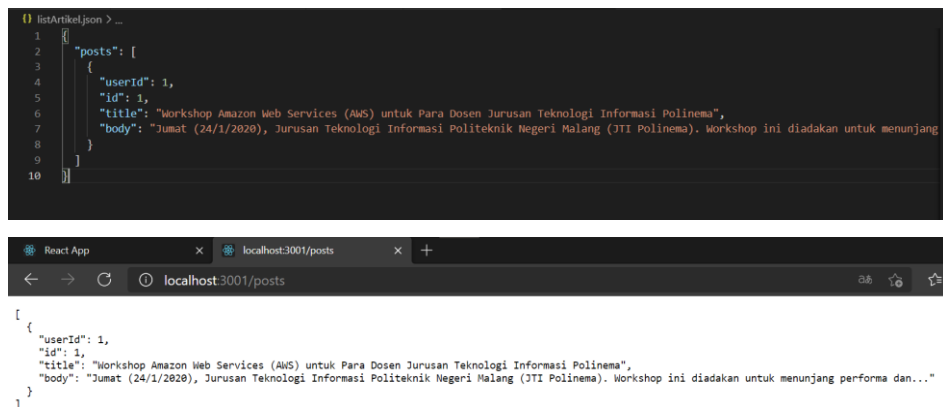 {} listArtikel.json > ...
1 {
2 "posts": [
3 {
4 "userId": 1,
5 "id": 1,
6 "title": "Workshop Amazon Web Services (AWS) untuk Para Dosen Jurusan Teknologi Informasi Polinema",
7 "body": "Jumat (24/1/2020), Jurusan Teknologi Informasi Politeknik Negeri Malang (JTI Polinema). Workshop ini diadakan untuk menunjang
8 }
9 ]
10 }
React App
localhost:3001/posts
localhost:3001/posts
[
{
"userId": 1,
"id": 1,
"title": "Workshop Amazon Web Services (AWS) untuk Para Dosen Jurusan Teknologi Informasi Polinema",
"body": "Jumat (24/1/2020), Jurusan Teknologi Informasi Politeknik Negeri Malang (JTI Polinema). Workshop ini diadakan untuk menunjang performa dan..."
}
]